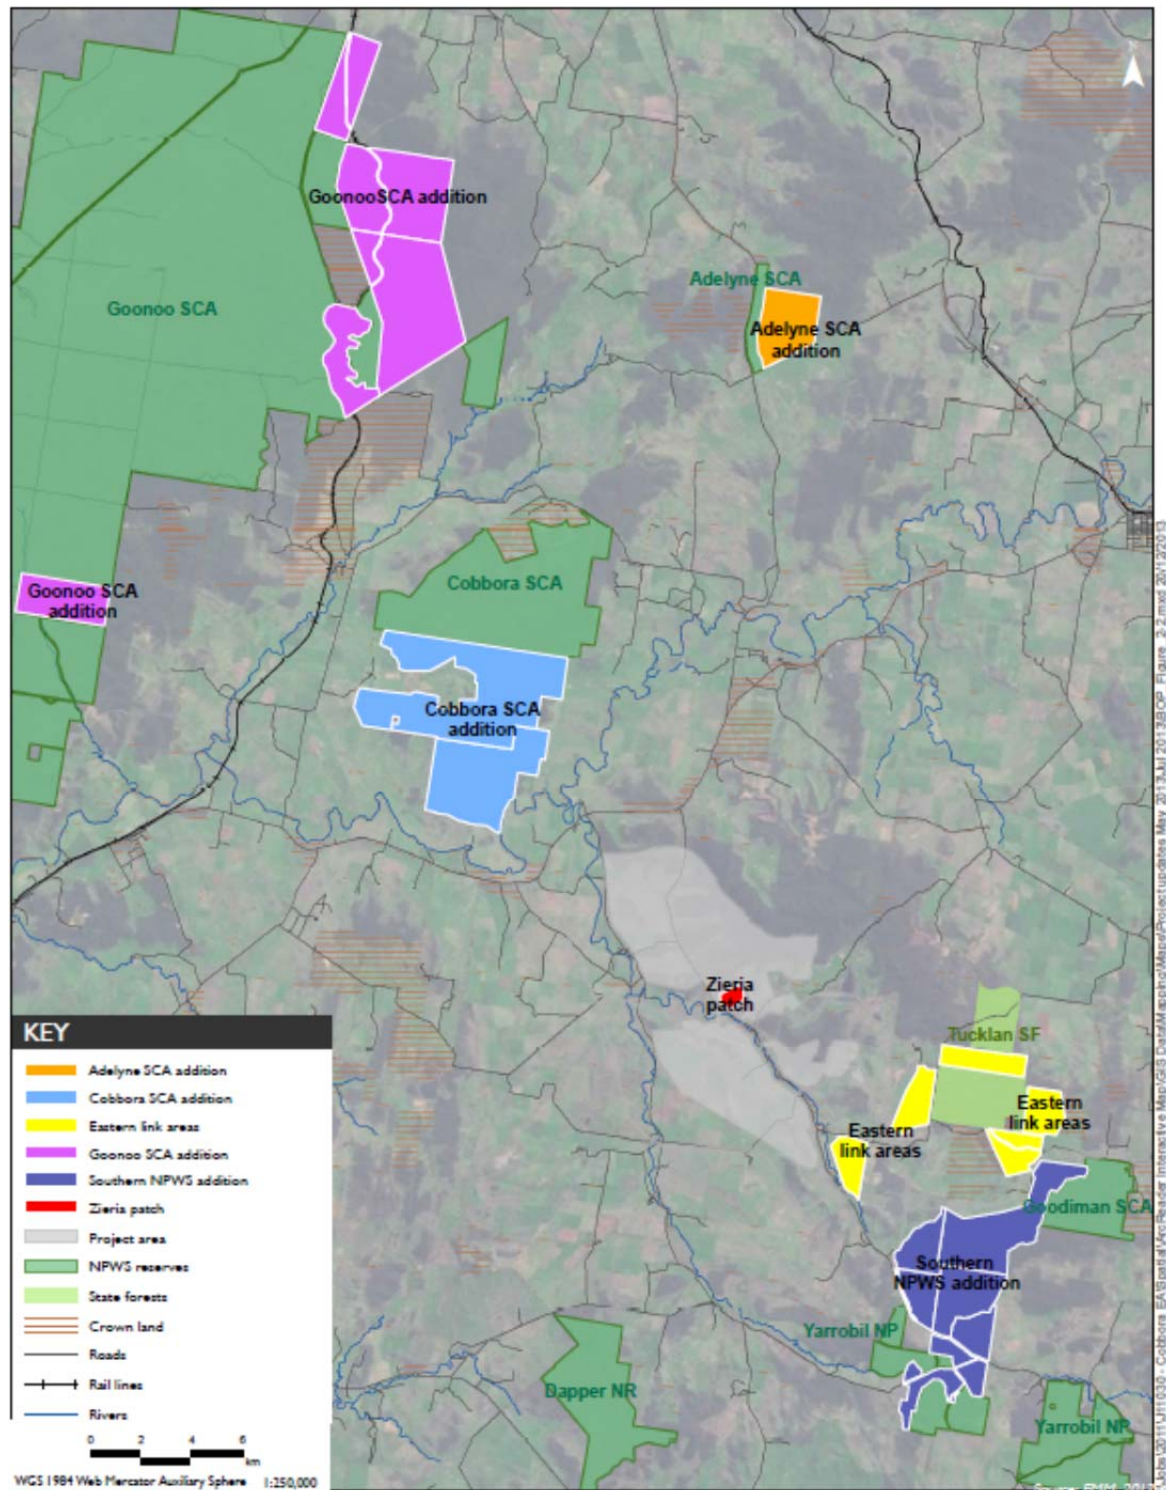 GoonooSCA addition
Goonoo SCA
Adelyne SCA
Adelyne SCA
addition
Cobbora SCA
Goonoo SCA
addition
Cobbora SCA
addition
Zieria
patch
Tucklan SF
Eastern
link areas
Eastern
link areas
Goodiman SCA
Southern
NPWS addition
Yarrobil NP
Dapper NR
Yarrobil NP
KEY
Adelyne SCA addition
Cobbora SCA addition
Eastern link areas
Goonoo SCA addition
Southern NPWS addition
Zieria patch
Project area
NPWS reserves
State forests
Crown land
Roads
Rail lines
Rivers
0 2 4 6
km
WGS 1984 Web Mercator Auxiliary Sphere 1:250,000